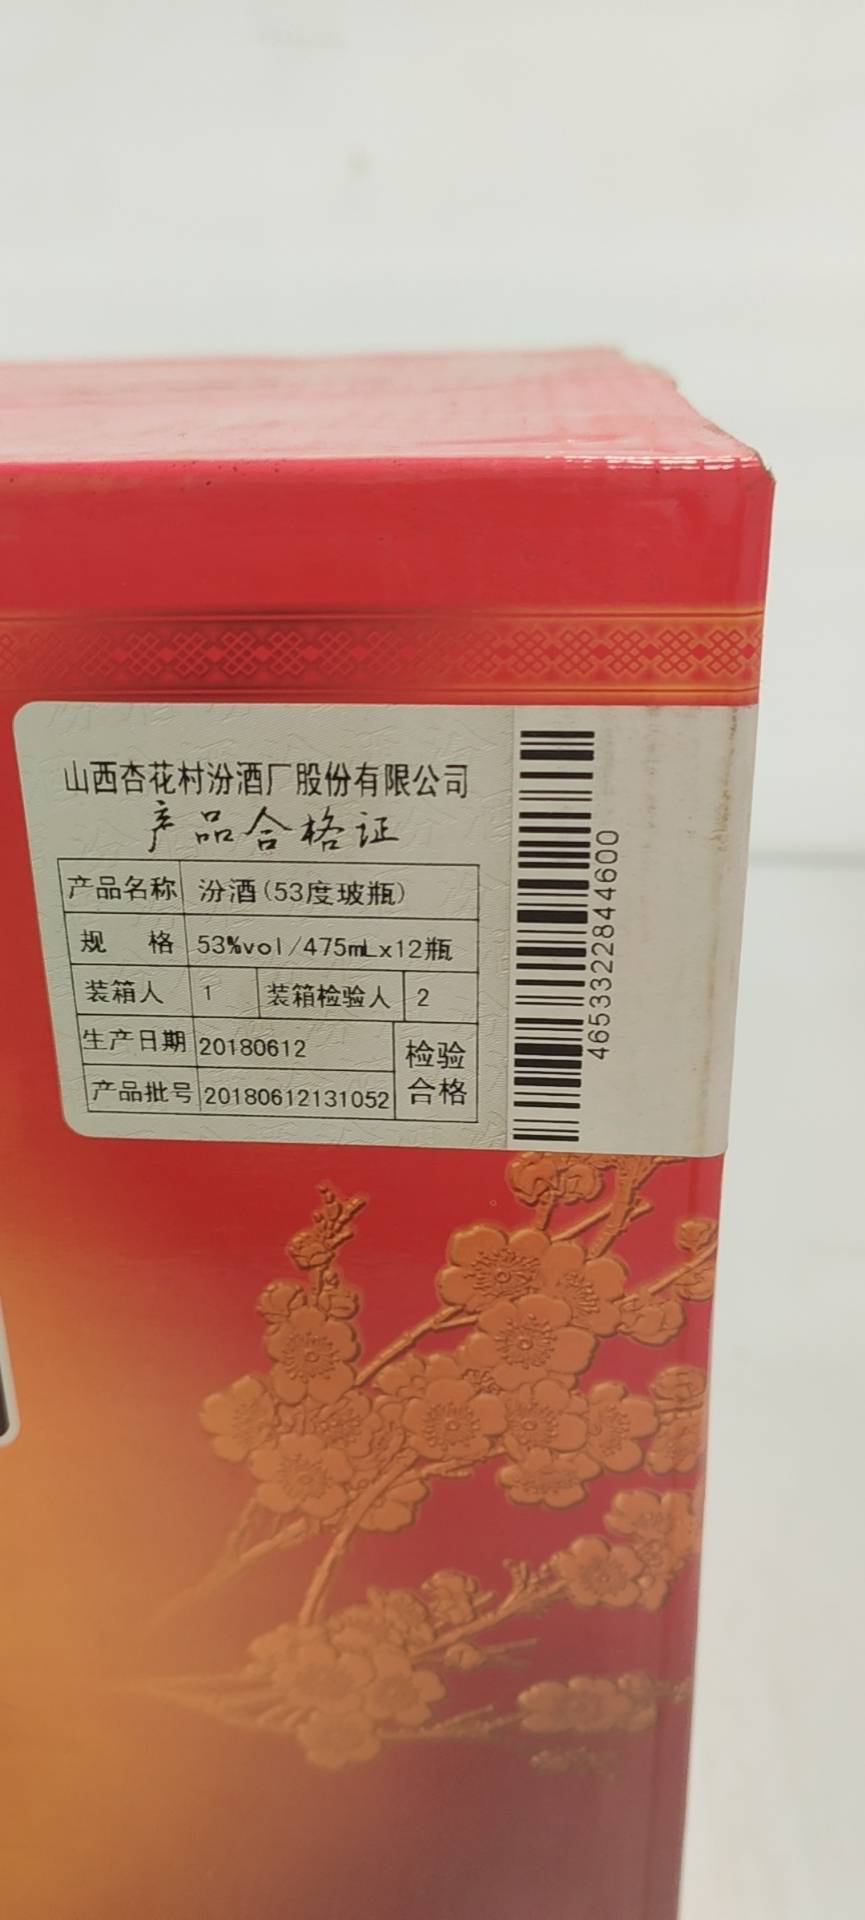 山西杏花村汾酒厂股份有限公司
产品合格证
产品名称 汾酒(53度玻瓶)
规 格 53%vol/475mLx12瓶
装箱人 1 装箱检验人 2
生产日期 20180612 检验
产品批号 20180612131052 合格
4653322844600